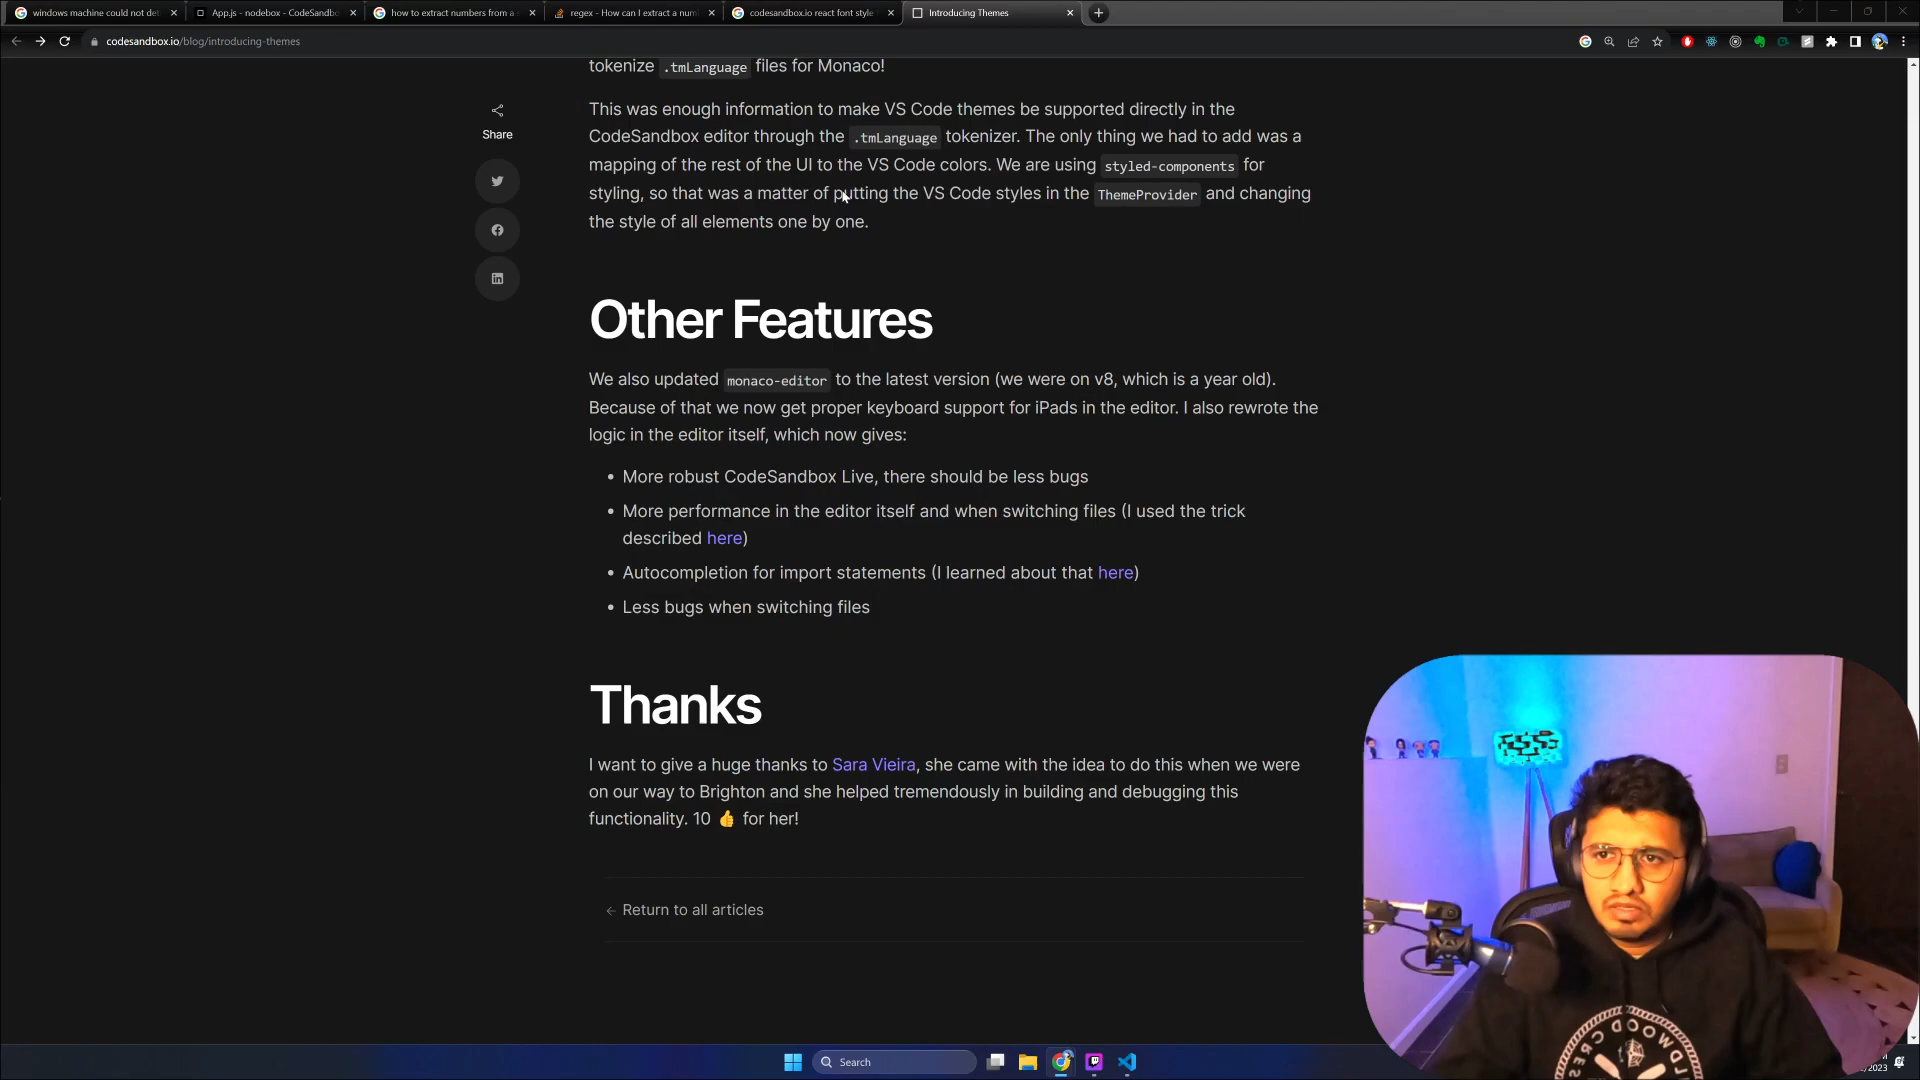 windows machine could not det
App.js - nodebox - CodeSandbo
how to extract numbers from a s
regex - How can I extract a num
codesandbox.io react font style
Introducing Themes
codesandbox.io/blog/introducing-themes
tokenize .tmLanguage files for Monaco!
Share
This was enough information to make VS Code themes be supported directly in the
CodeSandbox editor through the .tmLanguage tokenizer. The only thing we had to add was a
mapping of the rest of the UI to the VS Code colors. We are using styled-components for
styling, so that was a matter of putting the VS Code styles in the ThemeProvider and changing
the style of all elements one by one.
Other Features
We also updated monaco-editor to the latest version (we were on v8, which is a year old).
Because of that we now get proper keyboard support for iPads in the editor. I also rewrote the
logic in the editor itself, which now gives:
• More robust CodeSandbox Live, there should be less bugs
• More performance in the editor itself and when switching files (I used the trick
described here)
• Autocompletion for import statements (I learned about that here)
• Less bugs when switching files
Thanks
I want to give a huge thanks to Sara Vieira, she came with the idea to do this when we were
on our way to Brighton and she helped tremendously in building and debugging this
functionality. 10 👍 for her!
← Return to all articles
WOOD CRES
Search
/2023